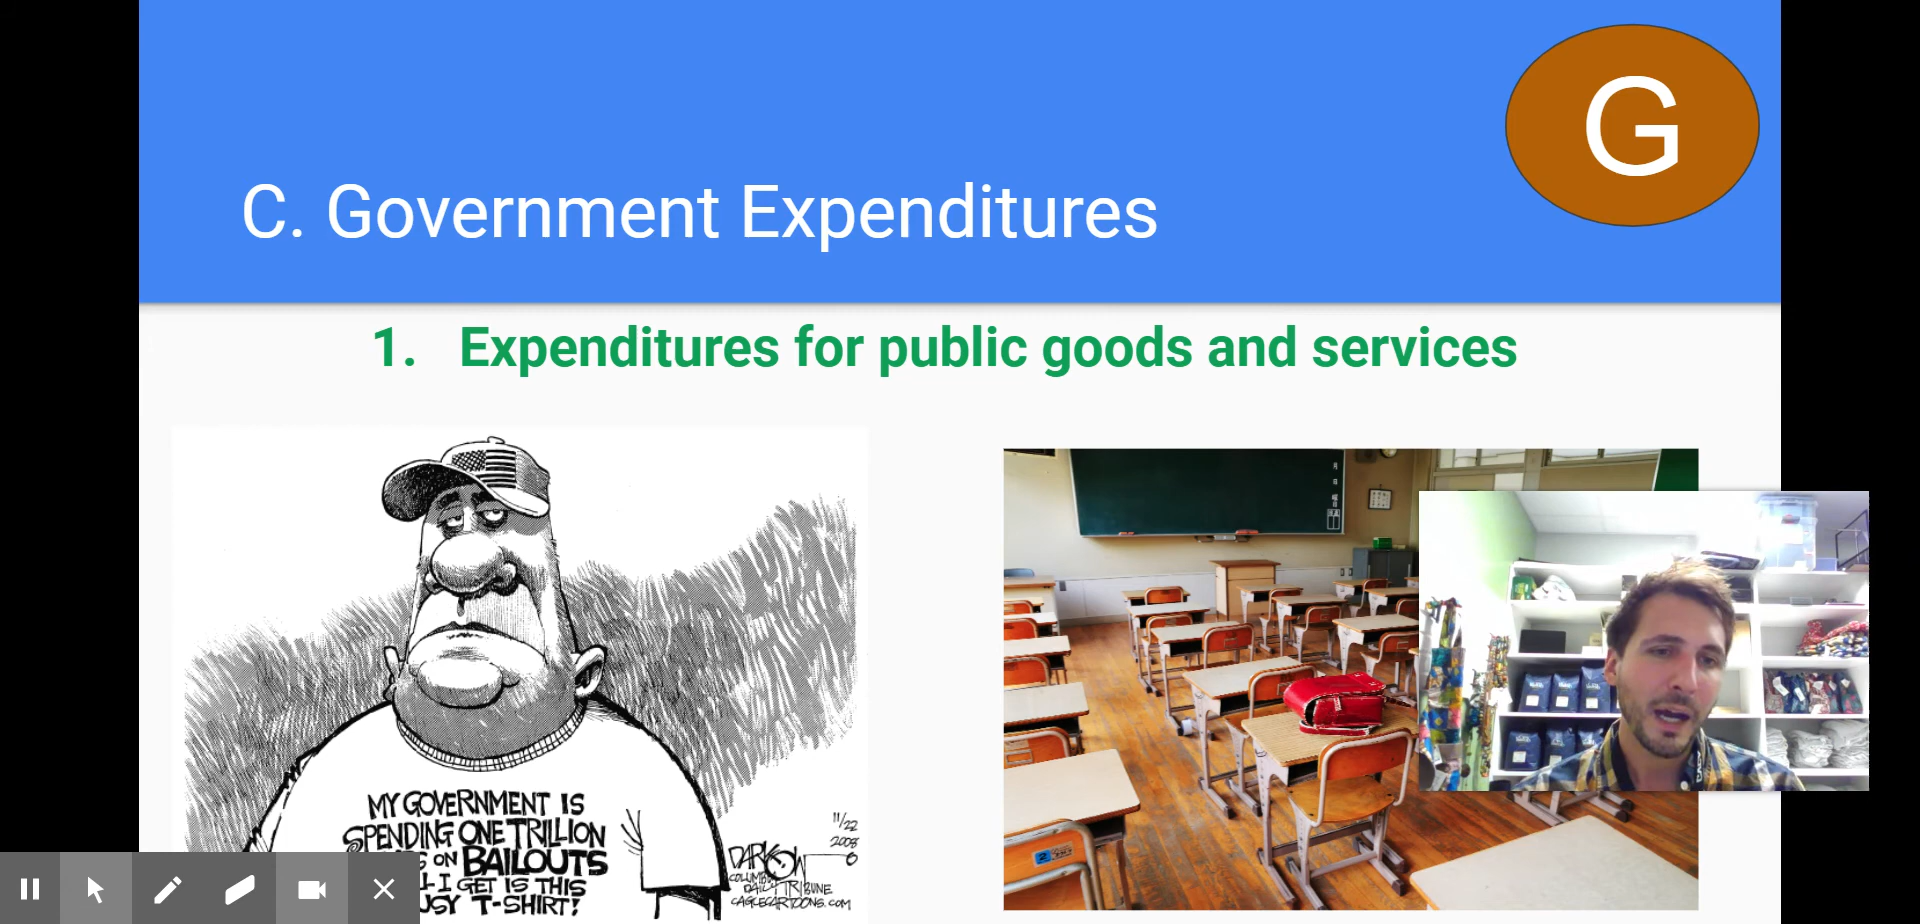 G
C. Government Expenditures
1. Expenditures for public goods and services
MY GOVERNMENT IS
SPENDING ONE TRILLION
ON BAILOUTS
I GET IS THIS
T-SHIRT!
11/22
2008
DARKOW
COLUMBIA
DAILY TRIBUNE
CAGLECARTOONS.COM
2